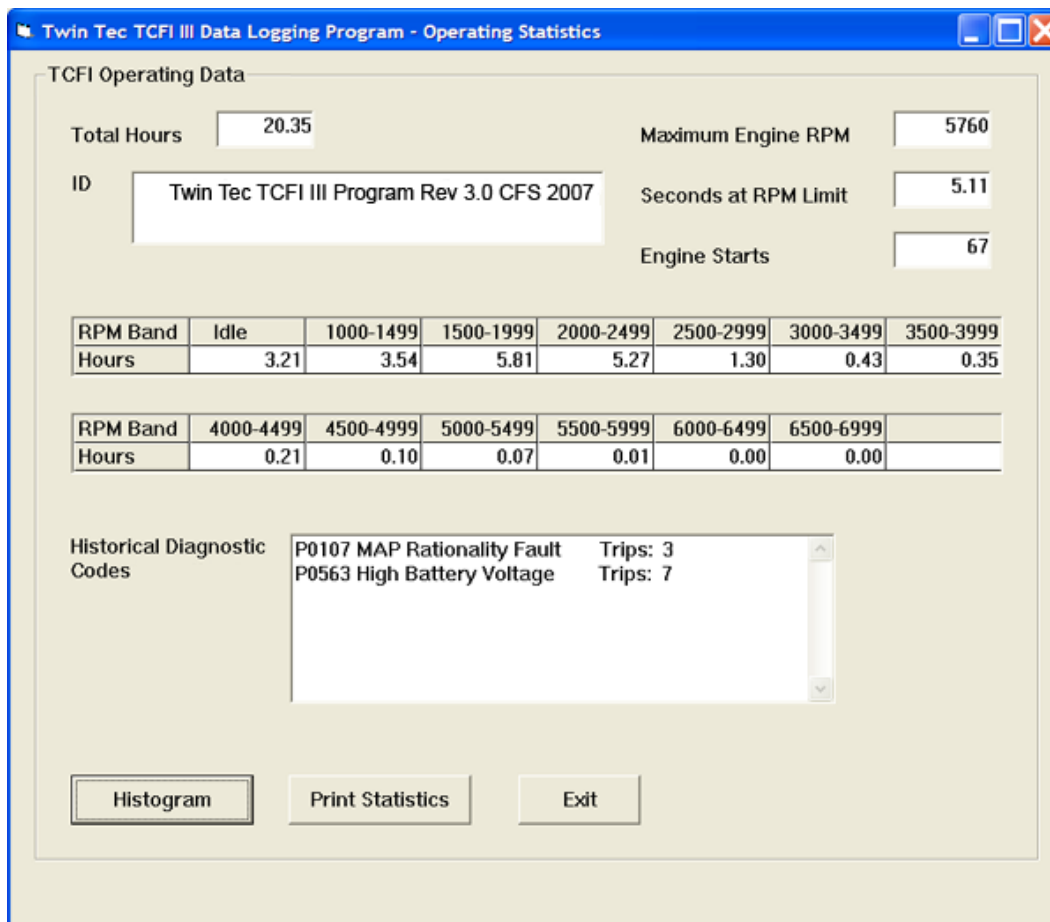 Twin Tec TCFI III Data Logging Program - Operating Statistics
TCFI Operating Data
Total Hours 20.35
Maximum Engine RPM 5760
ID Twin Tec TCFI III Program Rev 3.0 CFS 2007
Seconds at RPM Limit 5.11
Engine Starts 67
RPM Band Idle 1000-1499 1500-1999 2000-2499 2500-2999 3000-3499 3500-3999
Hours 3.21 3.54 5.81 5.27 1.30 0.43 0.35
RPM Band 4000-4499 4500-4999 5000-5499 5500-5999 6000-6499 6500-6999
Hours 0.21 0.10 0.07 0.01 0.00 0.00
Historical Diagnostic
Codes
P0107 MAP Rationality Fault Trips: 3
P0563 High Battery Voltage Trips: 7
Histogram Print Statistics Exit